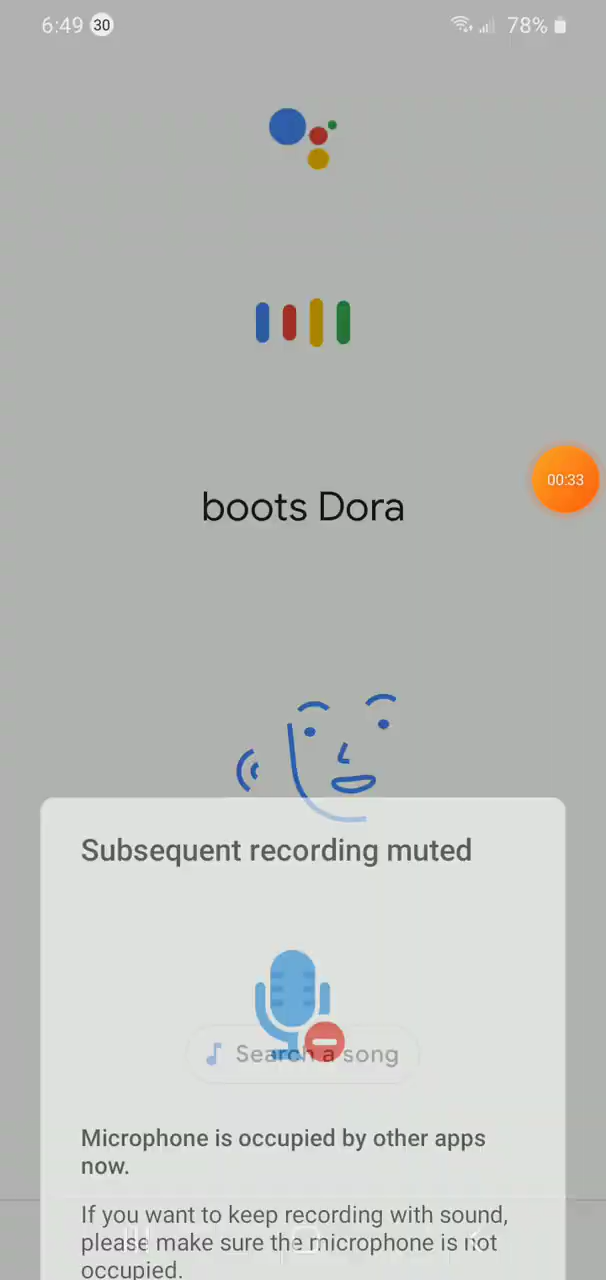 6:49 30 78%
boots Dora
00:33
Subsequent recording muted
Search a song
Microphone is occupied by other apps
now.
If you want to keep recording with sound,
please make sure the microphone is not
occupied.